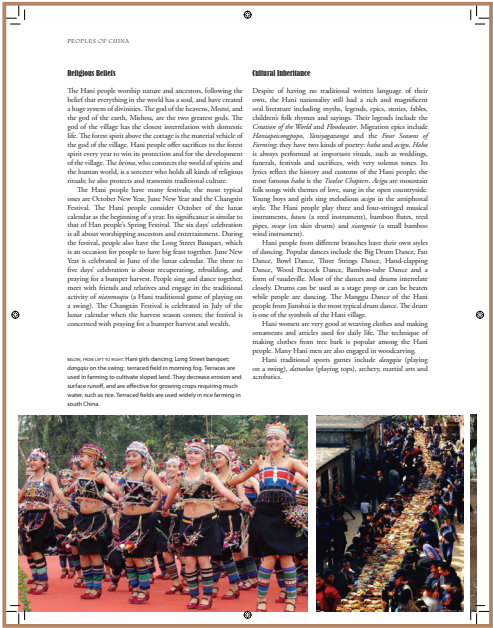 PEOPLES OF CHINA
Religious Beliefs
The Hani people worship nature and ancestors, following the
belief that everything in the world has a soul, and have created
a huge system of divinities. The god of the heavens, Momi, and
the god of the earth, Mishou, are the two greatest gods. The
god of the village has the closest interrelation with domestic
life. The forest spirit above the cottage is the material vehicle of
the god of village. Hani people offer sacrifices to the forest
spirit every year to win its protection and for the development
of the village. The beima, who connects the world of spirits and
the human world, is a sorcerer who holds all kinds of religious
rituals; he also protects and transmits traditional culture.
The Hani people have many festivals; the most typical
ones are October New Year, June New Year and the Changxin
Festival. The Hani people consider October of the lunar
calendar as the beginning of a year. Its significance is similar to
that of Han people's Spring Festival. The six days' celebration
is all about worshipping ancestors and entertainment. During
the festival, people also have the Long Street Banquet, which
is an occasion for people to have big feast together. June New
Year is celebrated in June of the lunar calendar. The three to
five days' celebration is about recuperating, rebuilding, and
praying for a bumper harvest. People sing and dance together,
meet with friends and relatives and engage in the traditional
activity of (a Hani traditional game of playing on
a swing). The Changxin Festival is celebrated in July of the
lunar calendar when the harvest season comes; the festival is
concerned with praying for a bumper harvest and wealth.
BELOW, FROM LEFT TO RIGHT: Hani girls dancing; Long Street banquet;
dangqiu on the swing; terraced field in morning fog. Terraces are
used in farming to cultivate sloped land. They decrease erosion and
surface runoff, and are effective for growing crops requiring much
water, such as rice. Terraced fields are used widely in rice farming in
south China.
Cultural Inheritance
Despite of having no traditional written language of their
own, the Hani nationality still had a rich and magnificent
oral literature including myths, legends, epics, stories, fables,
children's folk rhymes and sayings. Their legends include the
Creation of the World and Floodwater. Migration epics include
and the Four Seasons of
Farming; they have two kinds of poetry: haba and acigu. Haba
is always performed at important rituals, such as weddings,
funerals, festivals and sacrifices, with very solemn tones. Its
lyrics reflect the history and customs of the Hani people; the
most famous haba is the Twelve Chapters. Acigu are mountain
folk songs with themes of love, sung in the open countryside.
Young boys and girls sing melodious acigu in the antiphonal
style. The Hani people play three and four-stringed musical
instruments, bawu (a reed instrument), bamboo flutes, reed
pipes, (ox skin drums) and xiangmie (a small bamboo
wind instrument).
Hani people from different branches have their own styles
of dancing. Popular dances include the Big Drum Dance, Fan
Dance, Bowl Dance, Three Strings Dance, Hand-clapping
Dance, Wood Peacock Dance, Bamboo-tube Dance and a
form of vaudeville. Most of the dances and drums interrelate
closely. Drums can be used as a stage prop or can be beaten
while people are dancing. The Manggu Dance of the Hani
people from Jianshui is the most typical drum dance. The drum
is one of the symbols of the Hani village.
Hani women are very good at weaving clothes and making
ornaments and articles used for daily life. The technique of
making clothes from tree bark is popular among the Hani
people. Many Hani men are also engaged in woodcarving.
Hani traditional sports games include dangqiu (playing
on a swing), datuoluo (playing tops), archery, martial arts and
acrobatics.